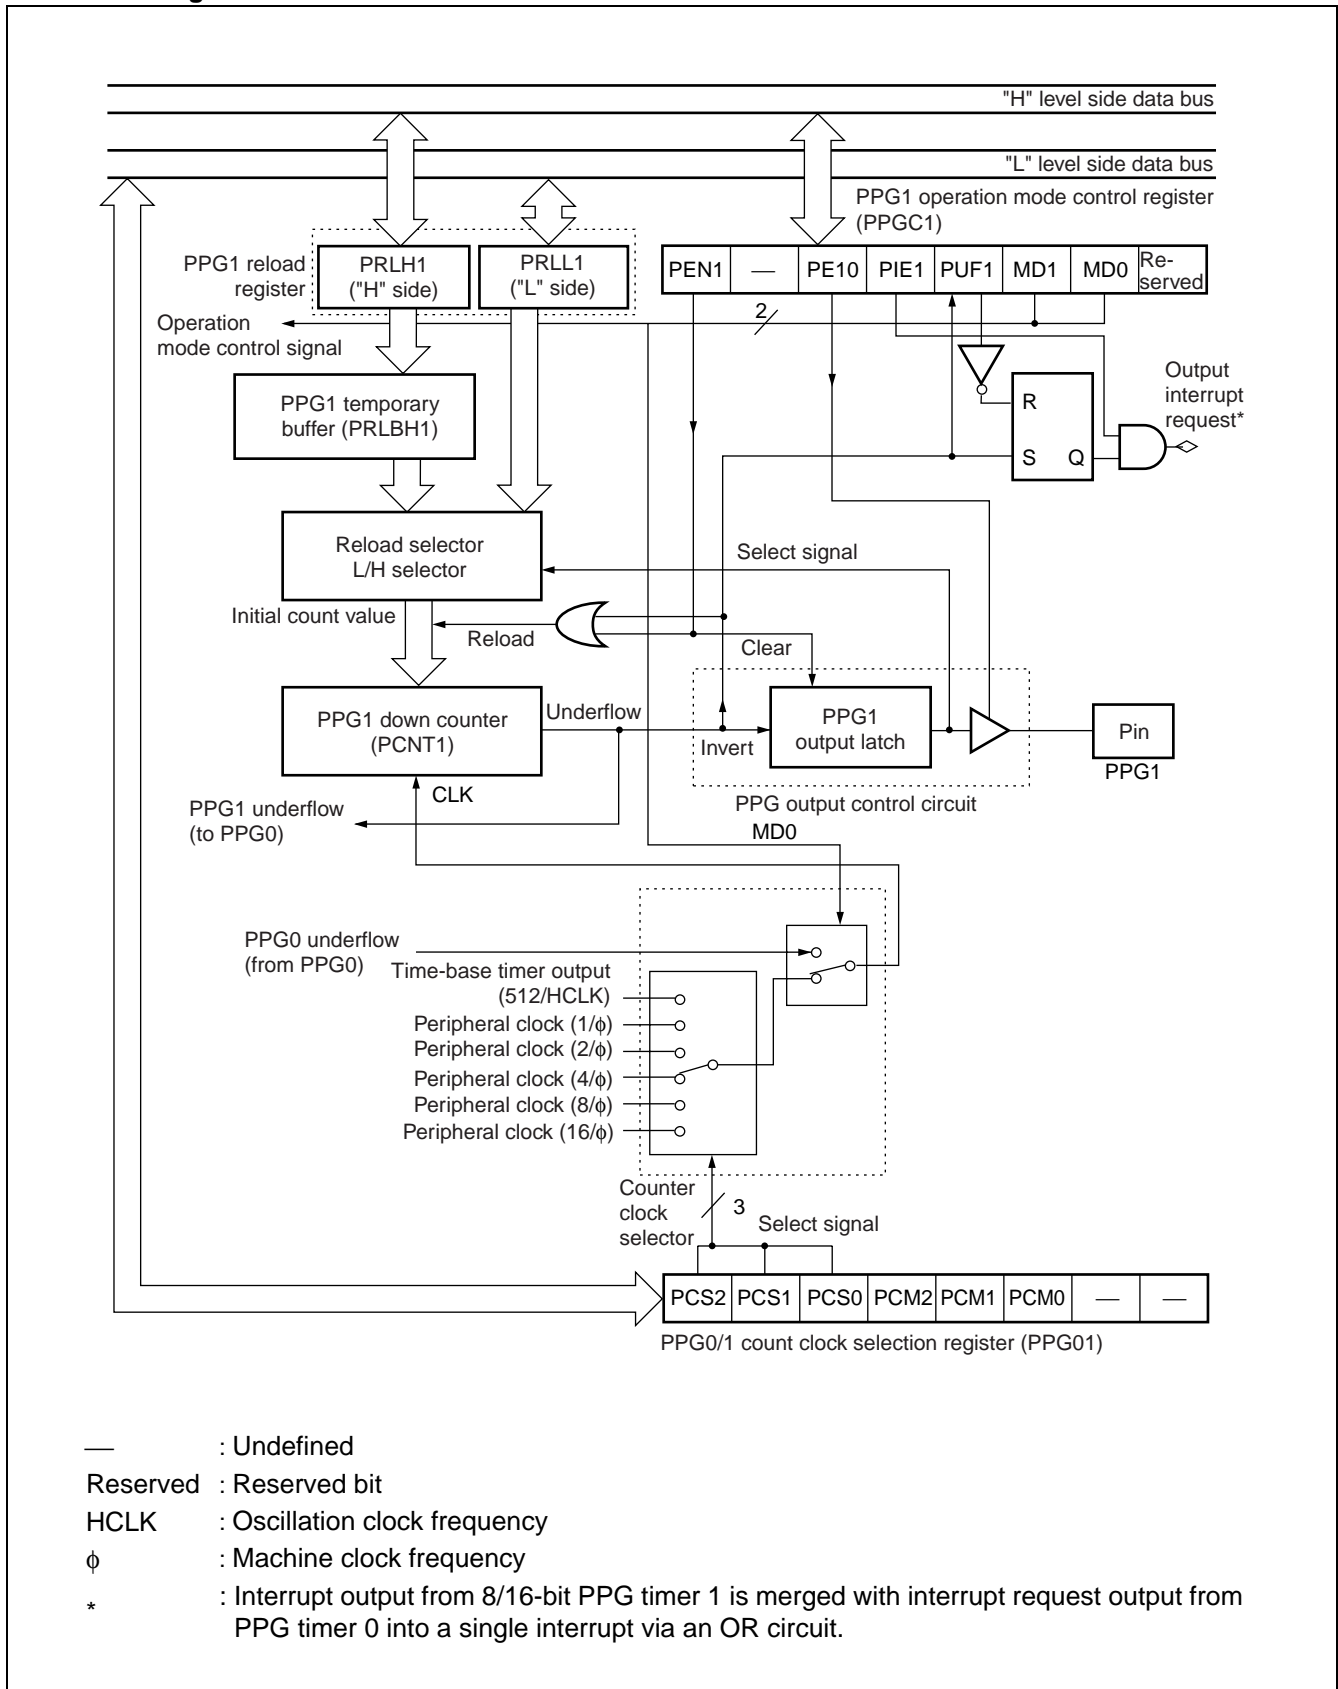 "H" level side data bus
"L" level side data bus
PPG1 operation mode control register
(PPGC1)
PPG1 reload
register
PRLH1
("H" side)
PRLL1
("L" side)
PEN1 — PE10 PIE1 PUF1 MD1 MD0 Re-
served
Operation
mode control signal
2
PPG1 temporary
buffer (PRLBH1)
R
S Q
Output
interrupt
request*
Reload selector
L/H selector
Select signal
Initial count value
Reload
Clear
PPG1 down counter
(PCNT1)
Underflow
Invert
PPG1
output latch
Pin
PPG1
CLK
PPG output control circuit
PPG1 underflow
(to PPG0)
MD0
PPG0 underflow
(from PPG0)
Time-base timer output
(512/HCLK)
Peripheral clock (1/ϕ)
Peripheral clock (2/ϕ)
Peripheral clock (4/ϕ)
Peripheral clock (8/ϕ)
Peripheral clock (16/ϕ)
Counter
clock
selector
3
Select signal
PCS2 PCS1 PCS0 PCM2 PCM1 PCM0 — —
PPG0/1 count clock selection register (PPG01)
— : Undefined
Reserved : Reserved bit
HCLK : Oscillation clock frequency
ϕ : Machine clock frequency
* : Interrupt output from 8/16-bit PPG timer 1 is merged with interrupt request output from
PPG timer 0 into a single interrupt via an OR circuit.